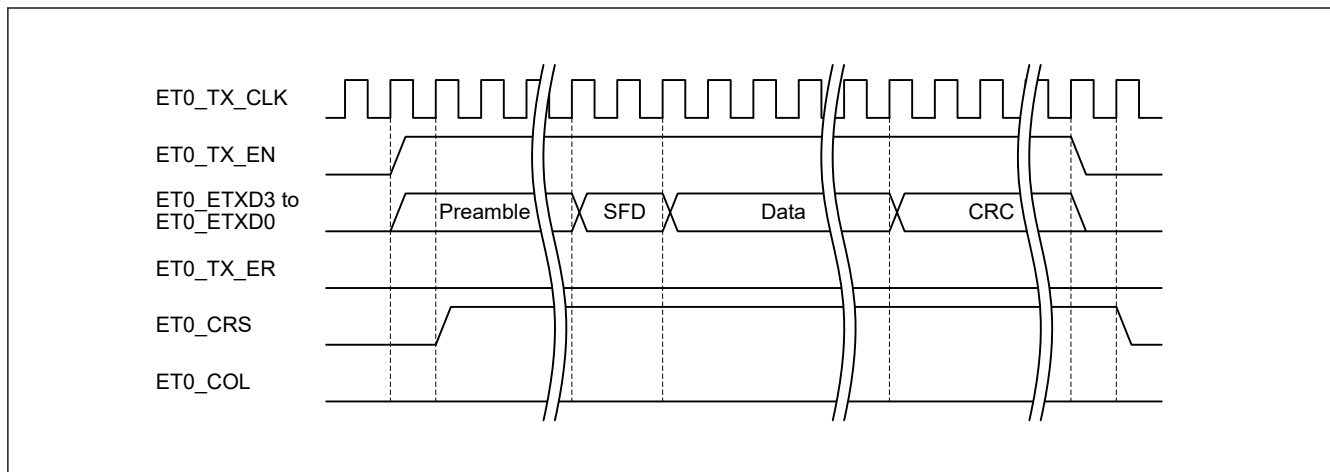 ET0_TX_CLK
ET0_TX_EN
ET0_ETXD3 to
ET0_ETXD0
Preamble
SFD
Data
CRC
ET0_TX_ER
ET0_CRS
ET0_COL